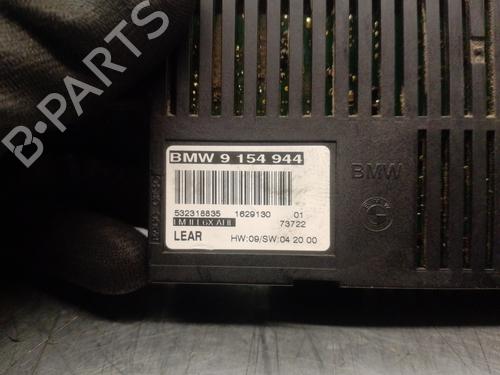 BMW 9 154 944
532318835 1629130 01
73722
LEAR HW:09/SW:04 20 00
BMW
B-PARTS